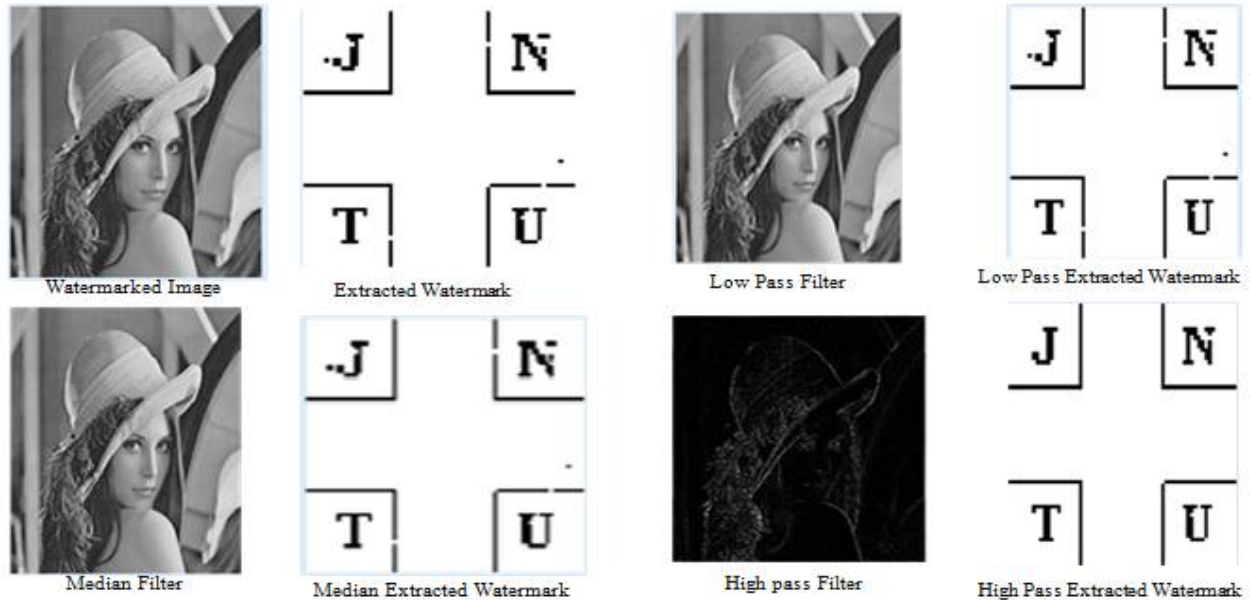 J N
T U
Watermarked Image
Extracted Watermark
J N
T U
Low Pass Filter
Low Pass Extracted Watermark
J N
T U
Median Filter
Median Extracted Watermark
J N
T U
High pass Filter
High Pass Extracted Watermark